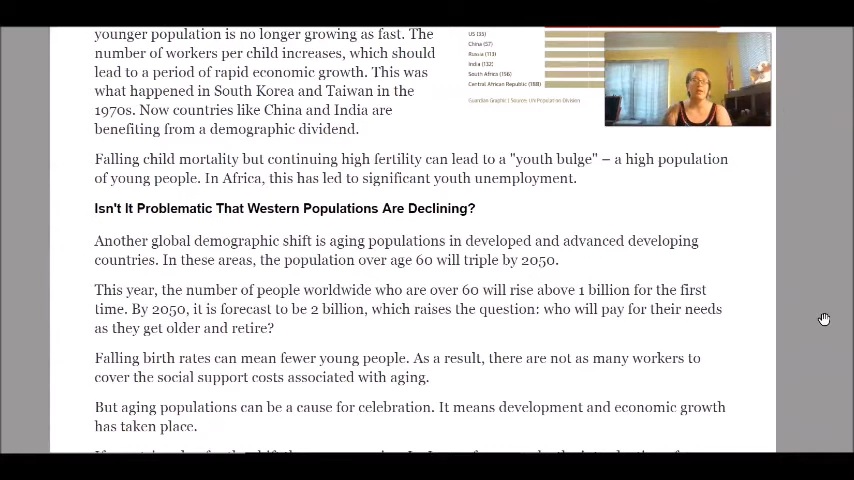 younger population is no longer growing as fast. The
number of workers per child increases, which should
lead to a period of rapid economic growth. This was
what happened in South Korea and Taiwan in the
1970s. Now countries like China and India are
benefiting from a demographic dividend.
US (55)
China (57)
Russia (113)
India (132)
South Africa (156)
Central African Republic (188)
Guardian Graphic | Source: UN Population Division
Falling child mortality but continuing high fertility can lead to a "youth bulge" – a high population
of young people. In Africa, this has led to significant youth unemployment.
Isn't It Problematic That Western Populations Are Declining?
Another global demographic shift is aging populations in developed and advanced developing
countries. In these areas, the population over age 60 will triple by 2050.
This year, the number of people worldwide who are over 60 will rise above 1 billion for the first
time. By 2050, it is forecast to be 2 billion, which raises the question: who will pay for their needs
as they get older and retire?
Falling birth rates can mean fewer young people. As a result, there are not as many workers to
cover the social support costs associated with aging.
But aging populations can be a cause for celebration. It means development and economic growth
has taken place.